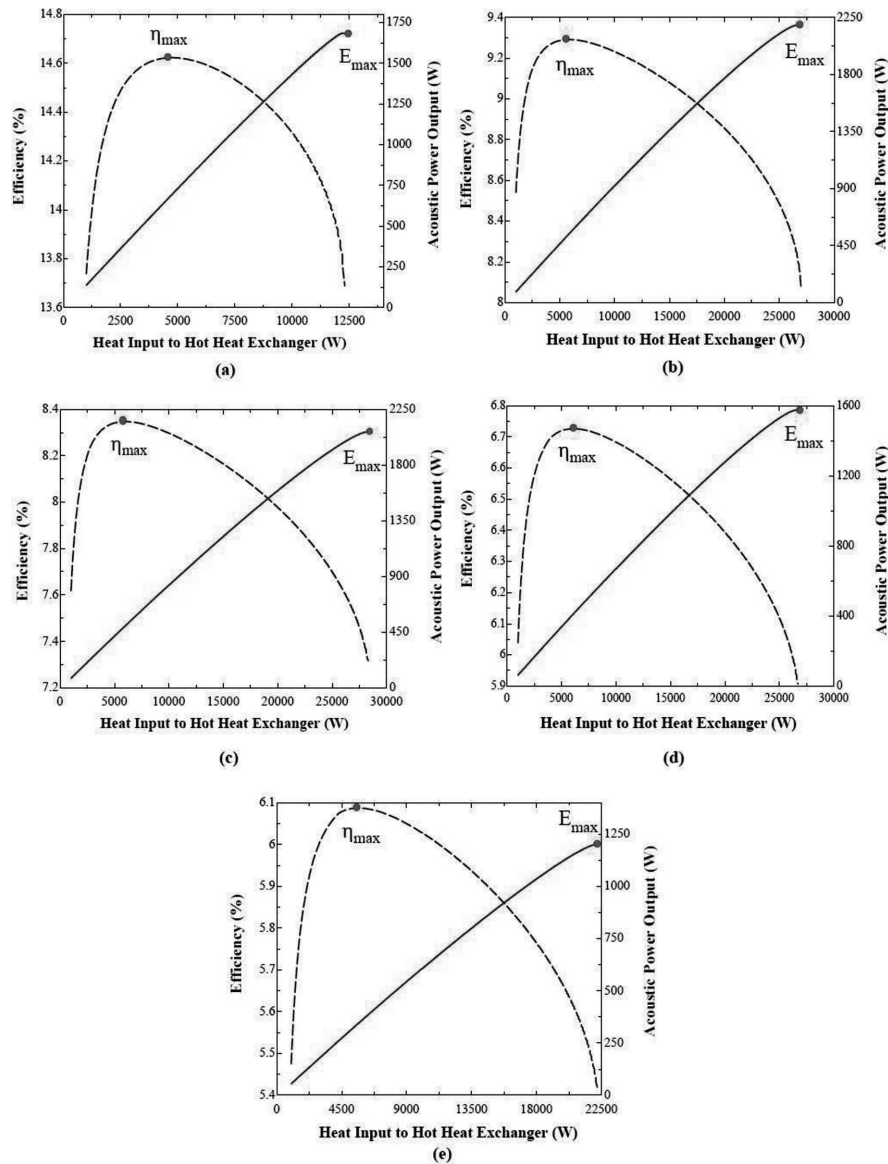 14.8
14.6
14.4
14.2
14
13.8
13.6
Efficiency (%)
ηmax
Emax
1750
1500
1250
1000
750
500
250
0
Acoustic Power Output (W)
0 2500 5000 7500 10000 12500
Heat Input to Hot Heat Exchanger (W)
(a)
9.4
9.2
9
8.8
8.6
8.4
8.2
8
Efficiency (%)
ηmax
Emax
2250
1800
1350
900
450
0
Acoustic Power Output (W)
0 5000 10000 15000 20000 25000 30000
Heat Input to Hot Heat Exchanger (W)
(b)
8.4
8.2
8
7.8
7.6
7.4
7.2
Efficiency (%)
ηmax
Emax
2250
1800
1350
900
450
0
Acoustic Power Output (W)
0 5000 10000 15000 20000 25000 30000
Heat Input to Hot Heat Exchanger (W)
(c)
6.8
6.7
6.6
6.5
6.4
6.3
6.2
6.1
6
5.9
Efficiency (%)
ηmax
Emax
1600
1200
800
400
0
Acoustic Power Output (W)
0 5000 10000 15000 20000 25000 30000
Heat Input to Hot Heat Exchanger (W)
(d)
6.1
6
5.9
5.8
5.7
5.6
5.5
5.4
Efficiency (%)
ηmax
Emax
1250
1000
750
500
250
0
Acoustic Power Output (W)
0 4500 9000 13500 18000 22500
Heat Input to Hot Heat Exchanger (W)
(e)